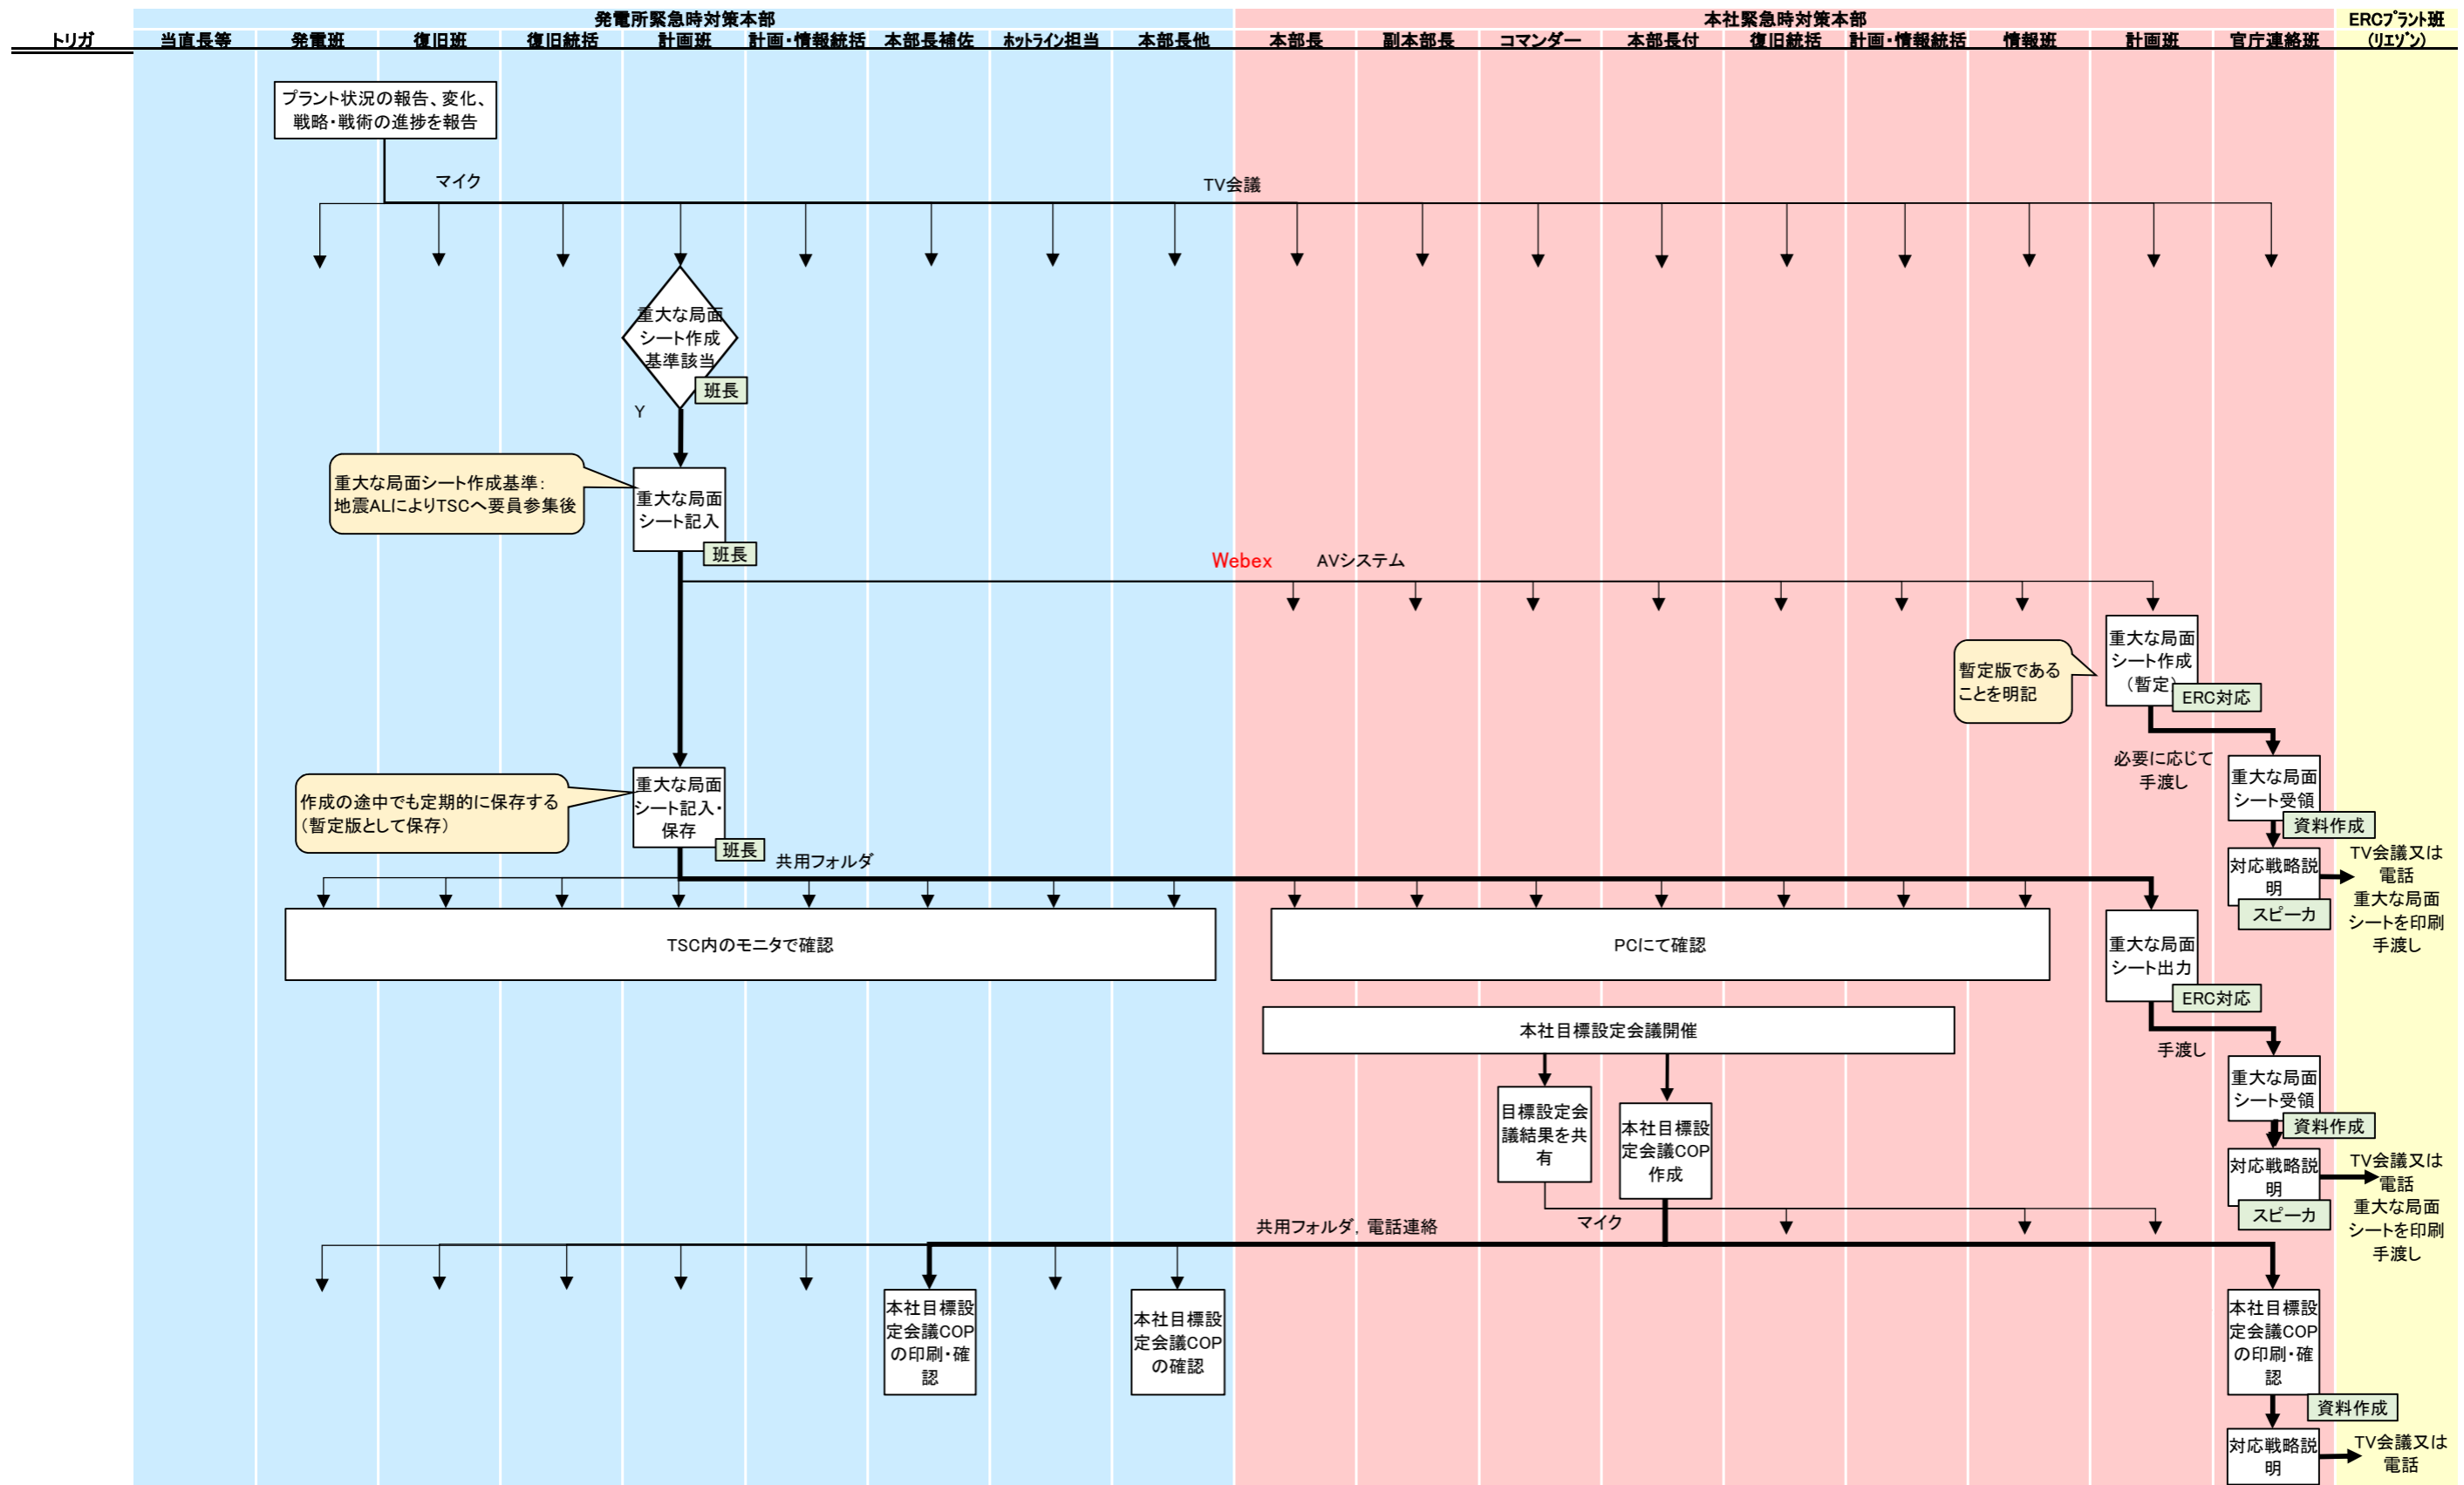 発電所緊急時対策本部
本社緊急時対策本部
ERCプラント班
トリガ
当直長等
発電班
復旧班
復旧統括
計画班
計画・情報統括
本部長補佐
ホットライン担当
本部長他
本部長
副本部長
コマンダー
本部長付
復旧統括
計画・情報統括
情報班
計画班
官庁連絡班
(リエゾン)
プラント状況の報告、変化、
戦略・戦術の進捗を報告
マイク
TV会議
重大な局面
シート作成
基準該当
班長
Y
重大な局面シート作成基準:
地震ALによりTSCへ要員参集後
重大な局面
シート記入
班長
Webex
AVシステム
重大な局面
シート作成
(暫定)
ERC対応
暫定版である
ことを明記
必要に応じて
手渡し
重大な局面
シート受領
資料作成
作成の途中でも定期的に保存する
(暫定版として保存)
重大な局面
シート記入・
保存
班長
共用フォルダ
対応戦略説
明
スピーカ
TV会議又は
電話
重大な局面
シートを印刷
手渡し
TSC内のモニタで確認
PCにて確認
重大な局面
シート出力
ERC対応
本社目標設定会議開催
手渡し
重大な局面
シート受領
資料作成
目標設定会
議結果を共
有
本社目標設
定会議COP
作成
対応戦略説
明
スピーカ
TV会議又は
電話
重大な局面
シートを印刷
手渡し
マイク
共用フォルダ,電話連絡
本社目標設
定会議COP
の印刷・確
認
本社目標設
定会議COP
の確認
本社目標設
定会議COP
の印刷・確
認
資料作成
対応戦略説
明
TV会議又は
電話